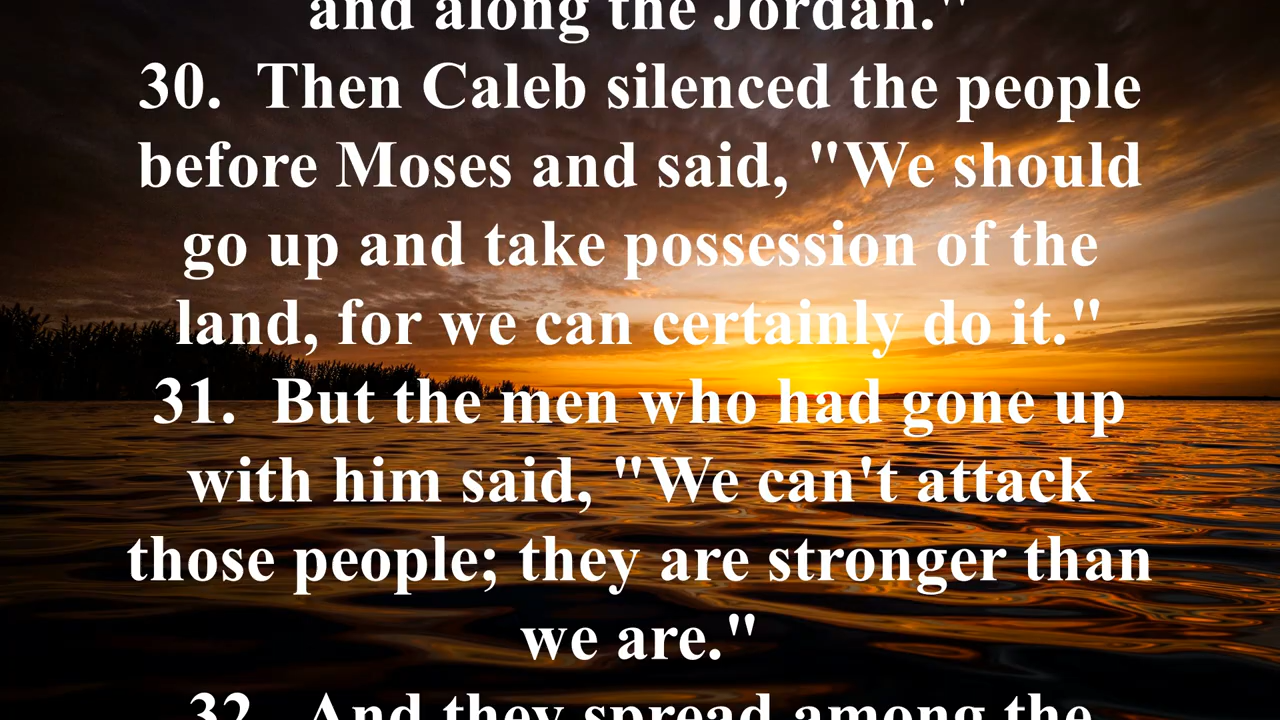 and along the Jordan."
30.  Then Caleb silenced the people
before Moses and said, "We should
go up and take possession of the
land, for we can certainly do it."
31.  But the men who had gone up
with him said, "We can't attack
those people; they are stronger than
we are."
32.  And they spread among the